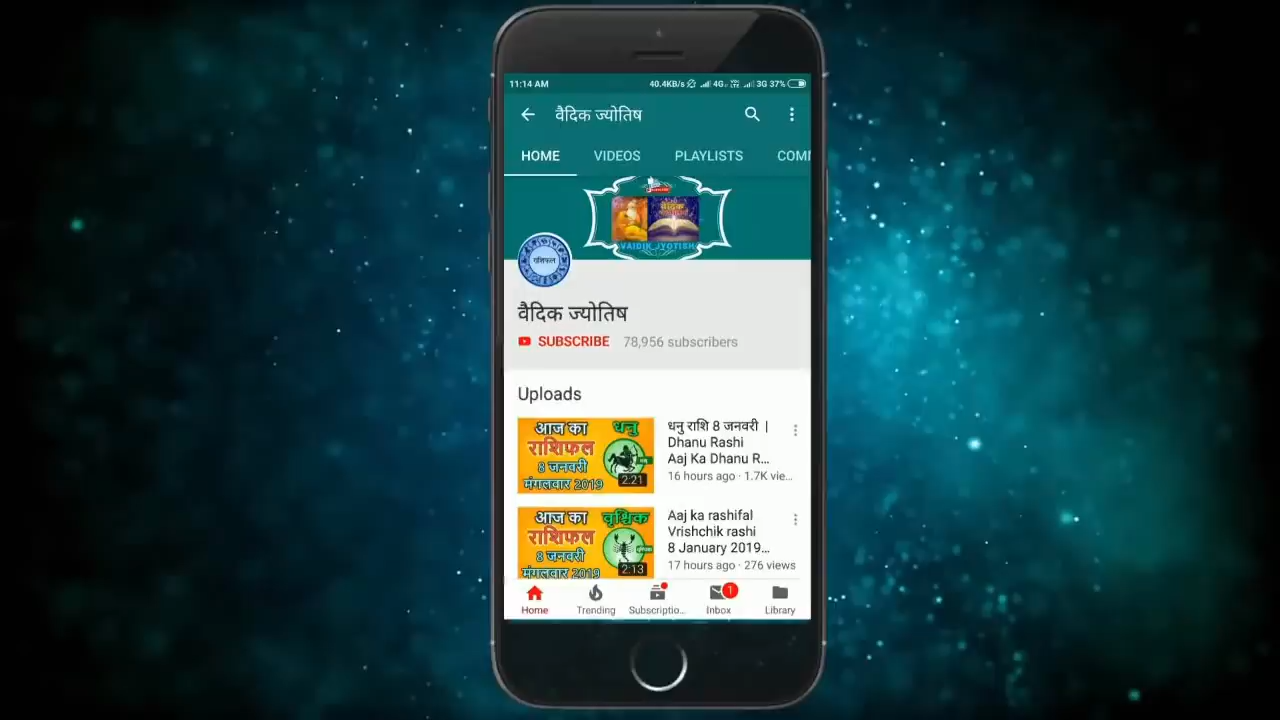 11:14 AM
40.4KB/s 4G 3G 37%
वैदिक ज्योतिष
HOME VIDEOS PLAYLISTS COMM
वैदिक
VAIDIK JYOTISH
राशिफल
वैदिक ज्योतिष
SUBSCRIBE 78,956 subscribers
Uploads
आज का धनु
राशिफल
8 जनवरी
मंगलवार 2019
2:21
धनु राशि 8 जनवरी |
Dhanu Rashi
Aaj Ka Dhanu R...
16 hours ago · 1.7K vie...
आज का वृश्चिक
राशिफल
8 जनवरी
मंगलवार 2019
2:13
Aaj ka rashifal
Vrishchik rashi
8 January 2019...
17 hours ago · 276 views
1
Home Trending Subscriptio... Inbox Library